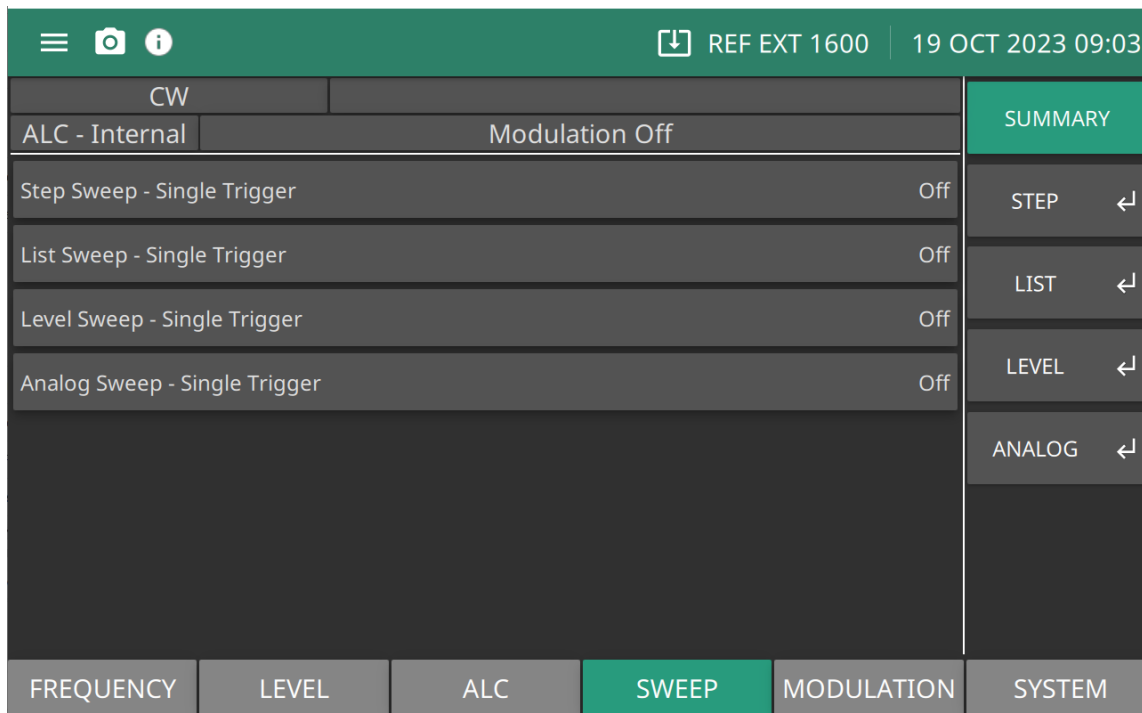 REF EXT 1600 19 OCT 2023 09:03
CW
ALC - Internal Modulation Off
Step Sweep - Single Trigger Off
List Sweep - Single Trigger Off
Level Sweep - Single Trigger Off
Analog Sweep - Single Trigger Off
SUMMARY
STEP
LIST
LEVEL
ANALOG
FREQUENCY LEVEL ALC SWEEP MODULATION SYSTEM